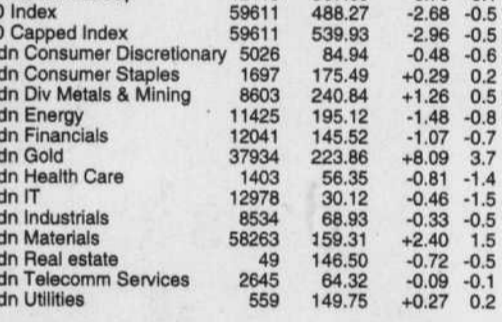 0 Index 59611 488.27 -2.68 -0.5
0 Capped Index 59611 539.93 -2.96 -0.5
dn Consumer Discretionary 5026 84.94 -0.48 -0.6
dn Consumer Staples 1697 175.49 +0.29 0.2
dn Div Metals & Mining 8603 240.84 +1.26 0.5
dn Energy 11425 195.12 -1.48 -0.8
dn Financials 12041 145.52 -1.07 -0.7
dn Gold 37934 223.86 +8.09 3.7
dn Health Care 1403 56.35 -0.81 -1.4
dn IT 12978 30.12 -0.46 -1.5
dn Industrials 8534 68.93 -0.33 -0.5
dn Materials 58263 159.31 +2.40 1.5
dn Real estate 49 146.50 -0.72 -0.5
dn Telecomm Services 2645 64.32 -0.09 -0.1
dn Utilities 559 149.75 +0.27 0.2